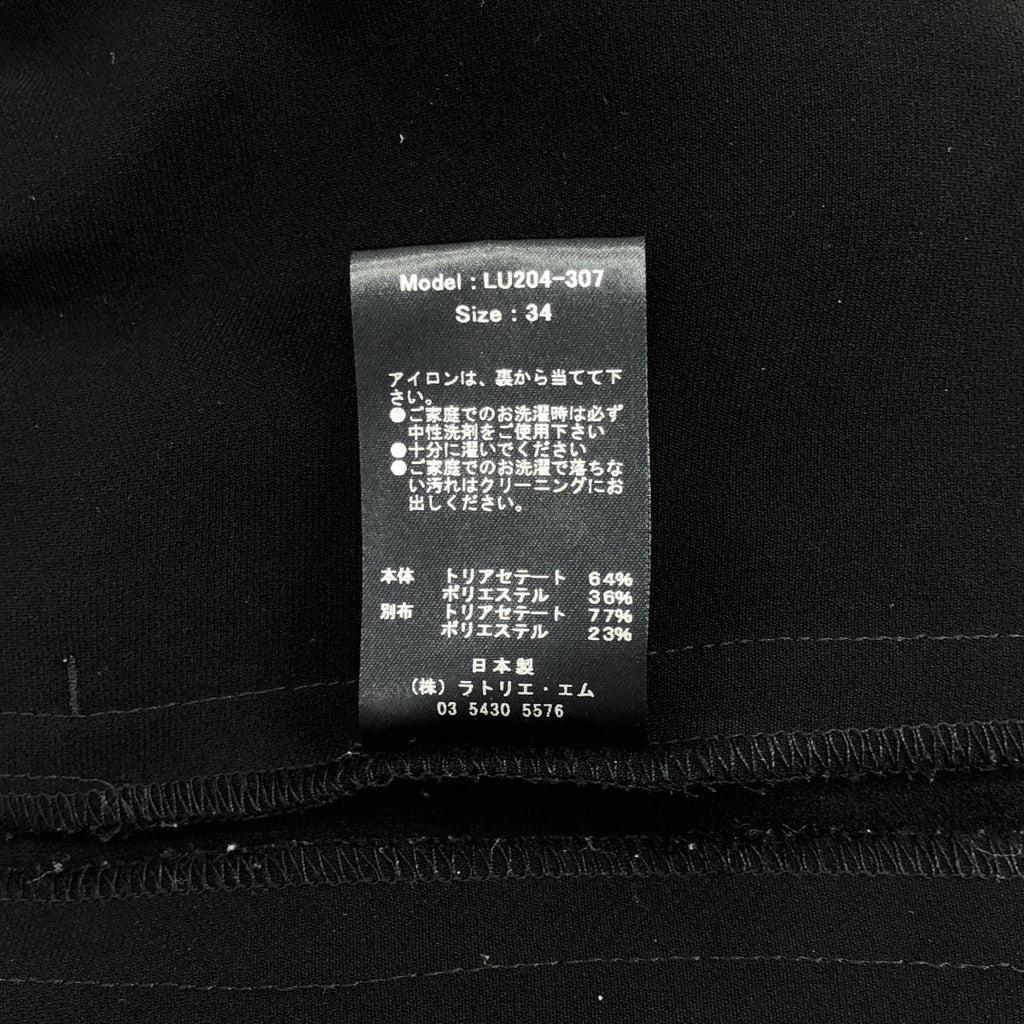 Model : LU204-307
Size : 34
アイロンは、裏から当てて下
さい。
●ご家庭でのお洗濯時は必ず
中性洗剤をご使用下さい
●十分に濯いでください
●ご家庭でのお洗濯で落ちな
い汚れはクリーニングにお
出しください。
本体 トリアセテート 64%
ポリエステル 36%
別布 トリアセテート 77%
ポリエステル 23%
日本製
(株) ラトリエ・エム
03 5430 5576